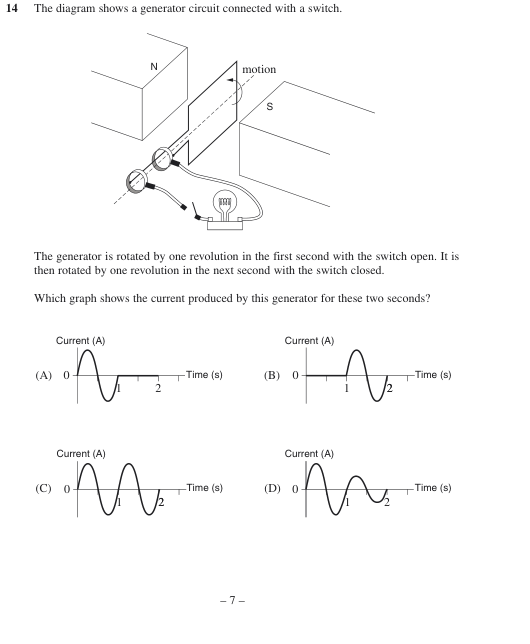 14 The diagram shows a generator circuit connected with a switch.
N
motion
S
The generator is rotated by one revolution in the first second with the switch open. It is
then rotated by one revolution in the next second with the switch closed.
Which graph shows the current produced by this generator for these two seconds?
Current (A)
(A) 0 Time (s)
1 2
Current (A)
(B) 0 Time (s)
1 2
Current (A)
(C) 0 Time (s)
1 2
Current (A)
(D) 0 Time (s)
1 2
– 7 –